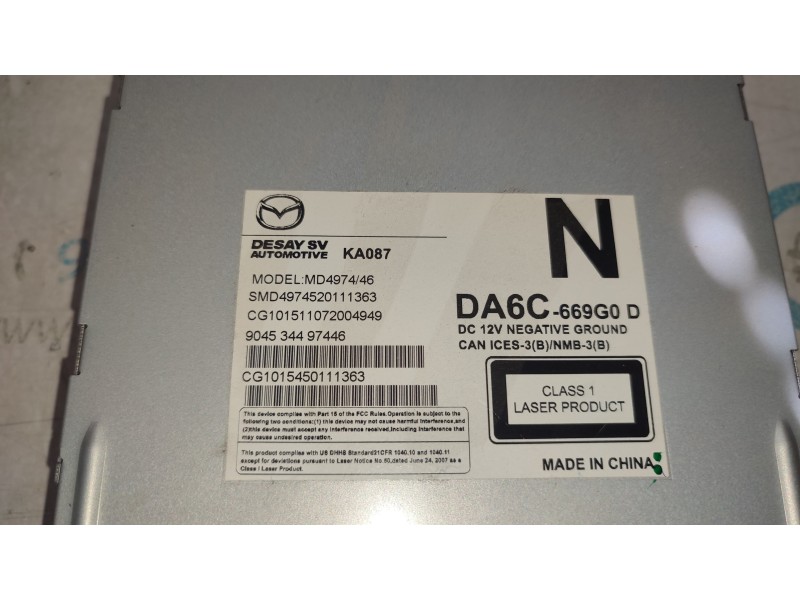 DESAY SV
AUTOMOTIVE KA087
MODEL:MD4974/46
SMD4974520111363
CG101511072004949
9045 344 97446
CG1015450111363
This device complies with Part 15 of the FCC Rules.Operation is subject to the
following two conditions:(1) this device may not cause harmful interference,and
(2)this device must accept any interference received,including interference that
may cause undesired operation.
This product complies with US DHHS Standard21CFR 1040.10 and 1040.11
except for deviations pursuant to Laser Notice No.50,dated June 24, 2007 as a
Class I Laser Product.
N
DA6C-669G0 D
DC 12V NEGATIVE GROUND
CAN ICES-3(B)/NMB-3(B)
CLASS 1
LASER PRODUCT
MADE IN CHINA